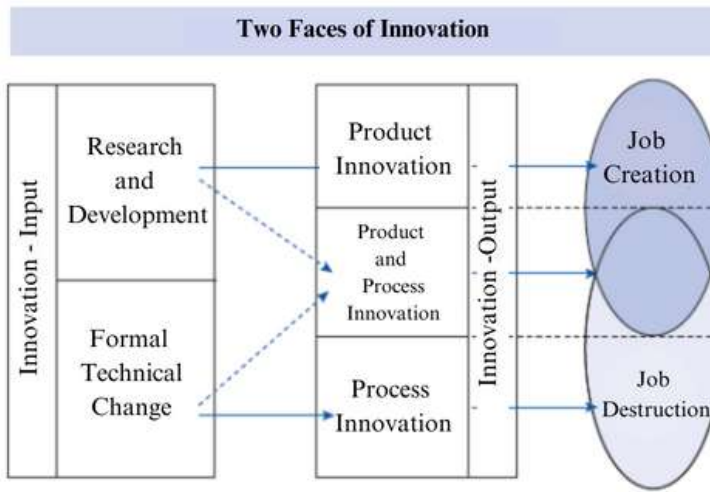 Two Faces of Innovation
Innovation - Input
Research
and
Development
Formal
Technical
Change
Product
Innovation
Product
and
Process
Innovation
Process
Innovation
Innovation -Output
Job
Creation
Job
Destruction